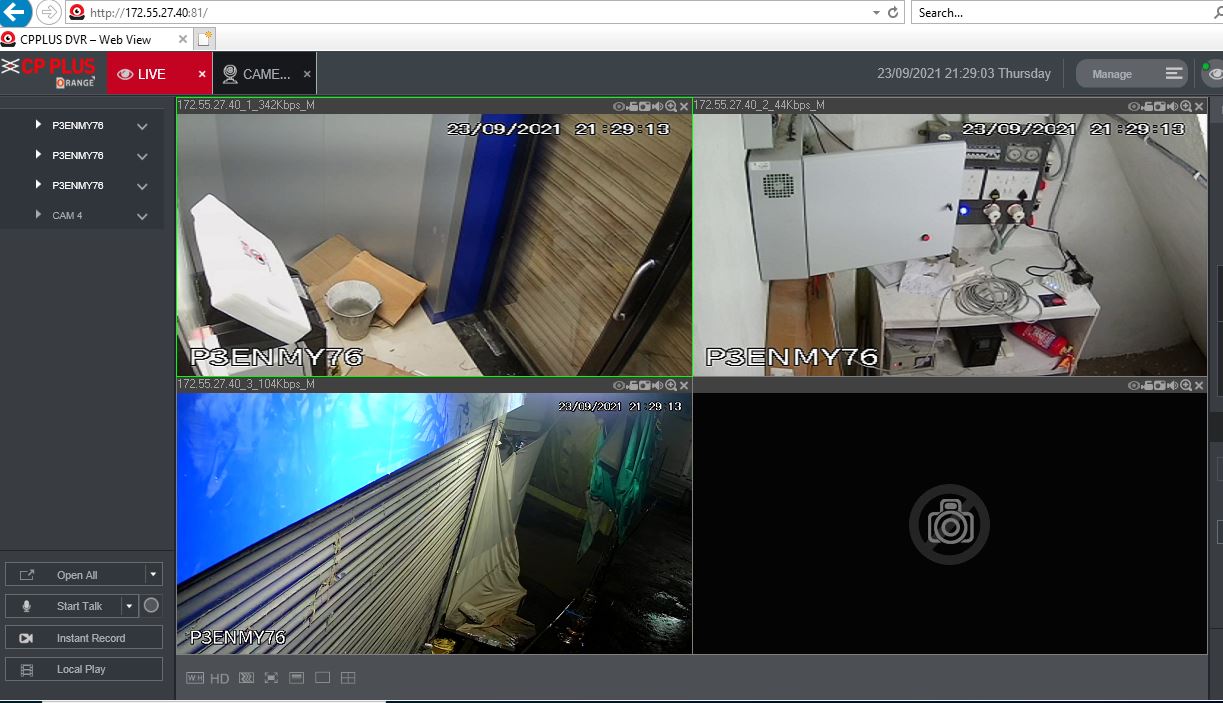 http://172.55.27.40:81/
Search...
CPPLUS DVR – Web View
CP PLUS
ORANGE
LIVE
CAME...
23/09/2021 21:29:03 Thursday
Manage
P3ENMY76
P3ENMY76
P3ENMY76
CAM 4
172.55.27.40_1_342Kbps_M
23/09/2021 21:29:13
P3ENMY76
172.55.27.40_2_44Kbps_M
23/09/2021 21:29:13
P3ENMY76
172.55.27.40_3_104Kbps_M
23/09/2021 21:29:13
P3ENMY76
Open All
Start Talk
Instant Record
Local Play
W:H HD